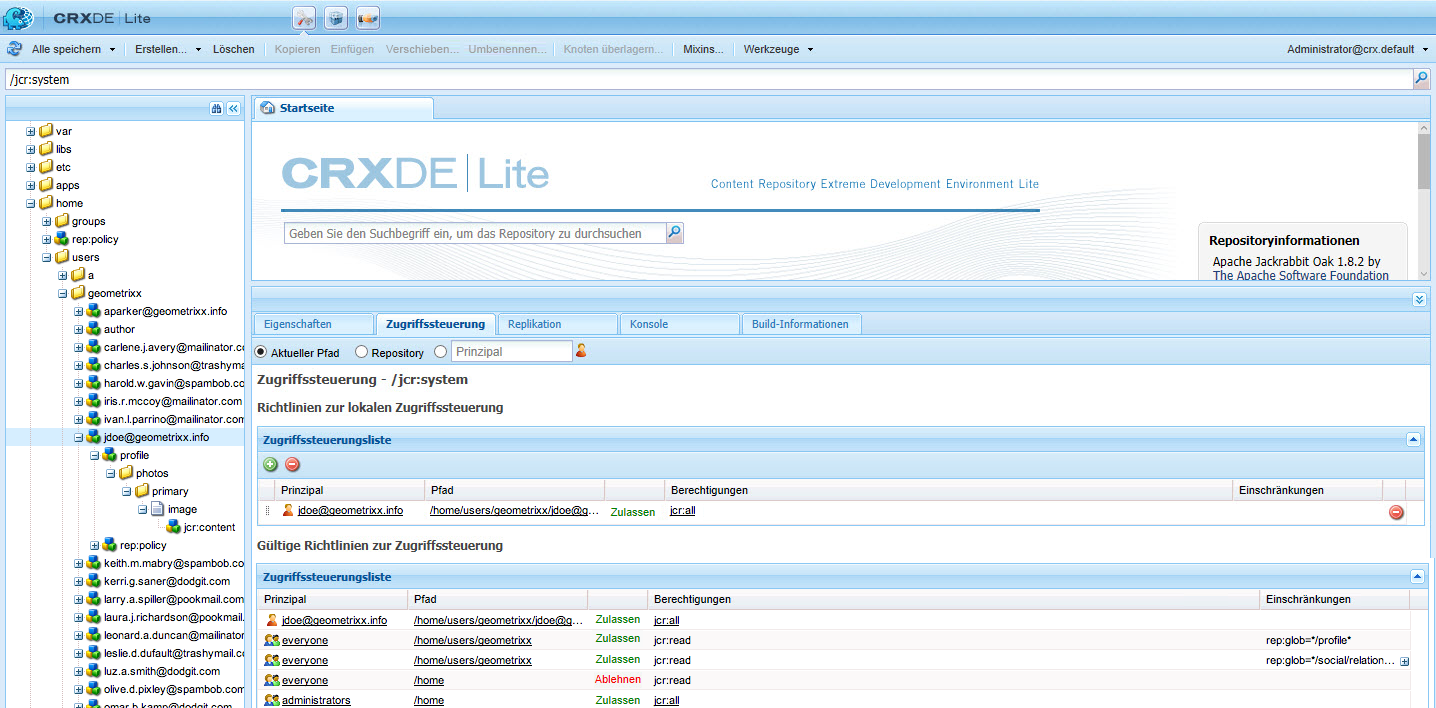 CRXDE | Lite
Alle speichern Erstellen... Löschen Kopieren Einfügen Verschieben... Umbenennen... Knoten überlagern... Mixins... Werkzeuge Administrator@crx.default
/jcr:system
var
libs
etc
apps
home
groups
rep:policy
users
a
geometrixx
aparker@geometrixx.info
author
carlene.j.avery@mailinator.co
charles.s.johnson@trashyma
harold.w.gavin@spambob.co
iris.r.mccoy@mailinator.com
ivan.l.parrino@mailinator.com
jdoe@geometrixx.info
profile
photos
primary
image
jcr:content
rep:policy
keith.m.mabry@spambob.co
kerri.g.saner@dodgit.com
larry.a.spiller@pookmail.com
laura.j.richardson@pookmail.
leonard.a.duncan@mailinator
leslie.d.dufault@trashymail.co
luz.a.smith@dodgit.com
olive.d.pixley@spambob.com
omar.b.kamp@dodgit.com
Startseite
CRXDE | Lite
Content Repository Extreme Development Environment Lite
Geben Sie den Suchbegriff ein, um das Repository zu durchsuchen
Repositoryinformationen
Apache Jackrabbit Oak 1.8.2 by
The Apache Software Foundation
Eigenschaften Zugriffssteuerung Replikation Konsole Build-Informationen
Aktueller Pfad Repository Prinzipal
Zugriffssteuerung - /jcr:system
Richtlinien zur lokalen Zugriffssteuerung
Zugriffssteuerungsliste
Prinzipal Pfad Berechtigungen Einschränkungen
jdoe@geometrixx.info /home/users/geometrixx/jdoe@g... Zulassen jcr:all
Gültige Richtlinien zur Zugriffssteuerung
Zugriffssteuerungsliste
Prinzipal Pfad Berechtigungen Einschränkungen
jdoe@geometrixx.info /home/users/geometrixx/jdoe@g... Zulassen jcr:all
everyone /home/users/geometrixx Zulassen jcr:read rep:glob=*/profile*
everyone /home/users/geometrixx Zulassen jcr:read rep:glob=*/social/relation...
everyone /home Ablehnen jcr:read
administrators /home Zulassen jcr:all